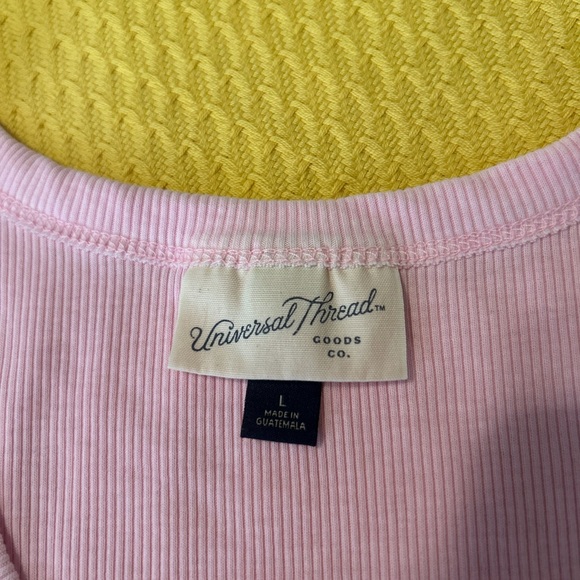 Universal Thread™
GOODS
CO.
L
MADE IN
GUATEMALA